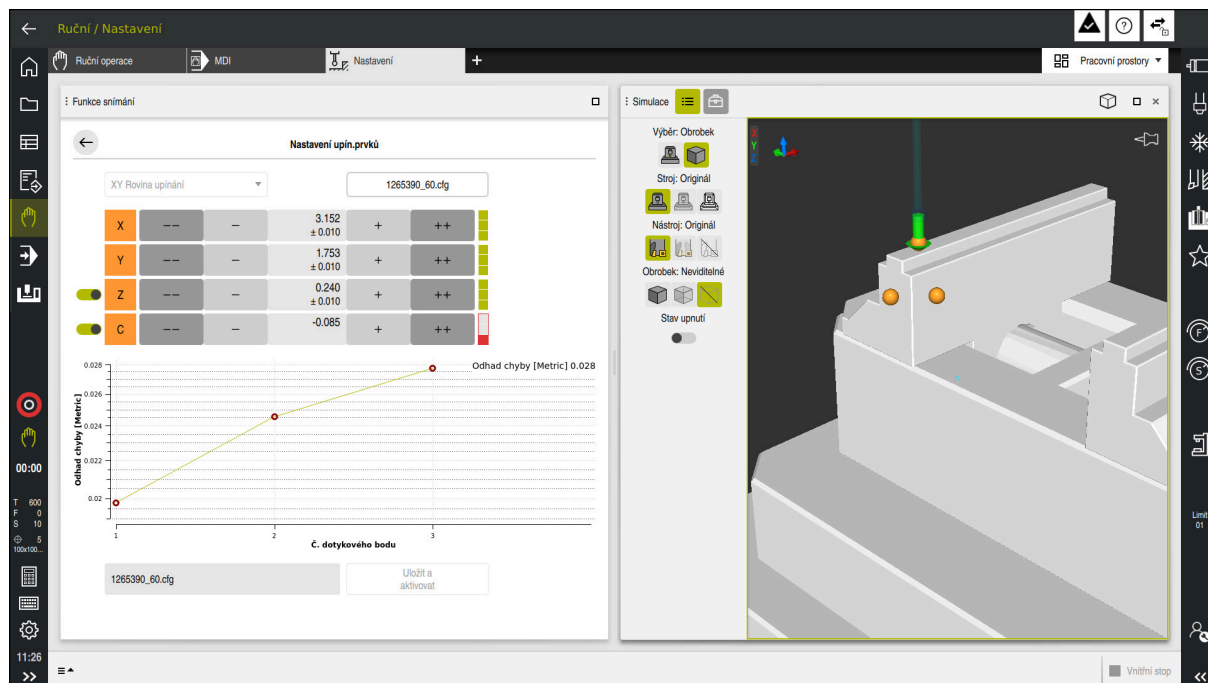 Ruční / Nastavení
Ruční operace
MDI
Nastavení
+
Pracovní prostory
Funkce snímání
Nastavení upín.prvků
XY Rovina upínání
1265390_60.cfg
X -- - 3.152 ± 0.010 + ++
Y -- - 1.753 ± 0.010 + ++
Z -- - 0.240 ± 0.010 + ++
C -- - -0.085 + ++
Odhad chyby [Metric] 0.028
Odhad chyby [Metric]
0.028
0.026
0.024
0.022
0.02
1 2 3
Č. dotykového bodu
1265390_60.cfg
Uložit a
aktivovat
Simulace
Výběr: Obrobek
Stroj: Originál
Nástroj: Originál
Obrobek: Neviditelné
Stav upnutí
X
Y
Z
00:00
T 600
F 0
S 10
5
100x100...
11:26
F
S
Limit
01
Vnitřní stop